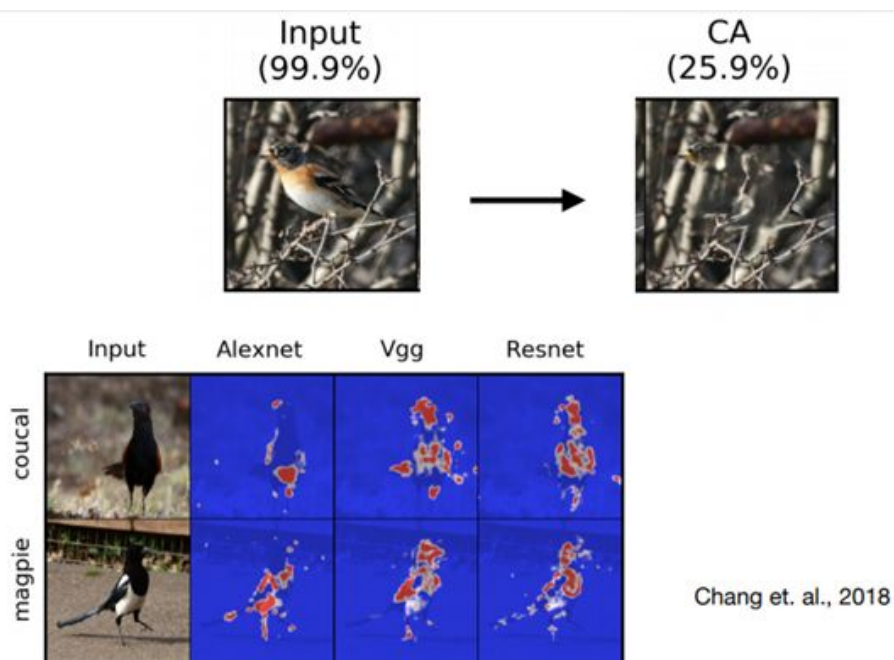 Input
(99.9%)
CA
(25.9%)
Input Alexnet Vgg Resnet
coucal
magpie
Chang et. al., 2018